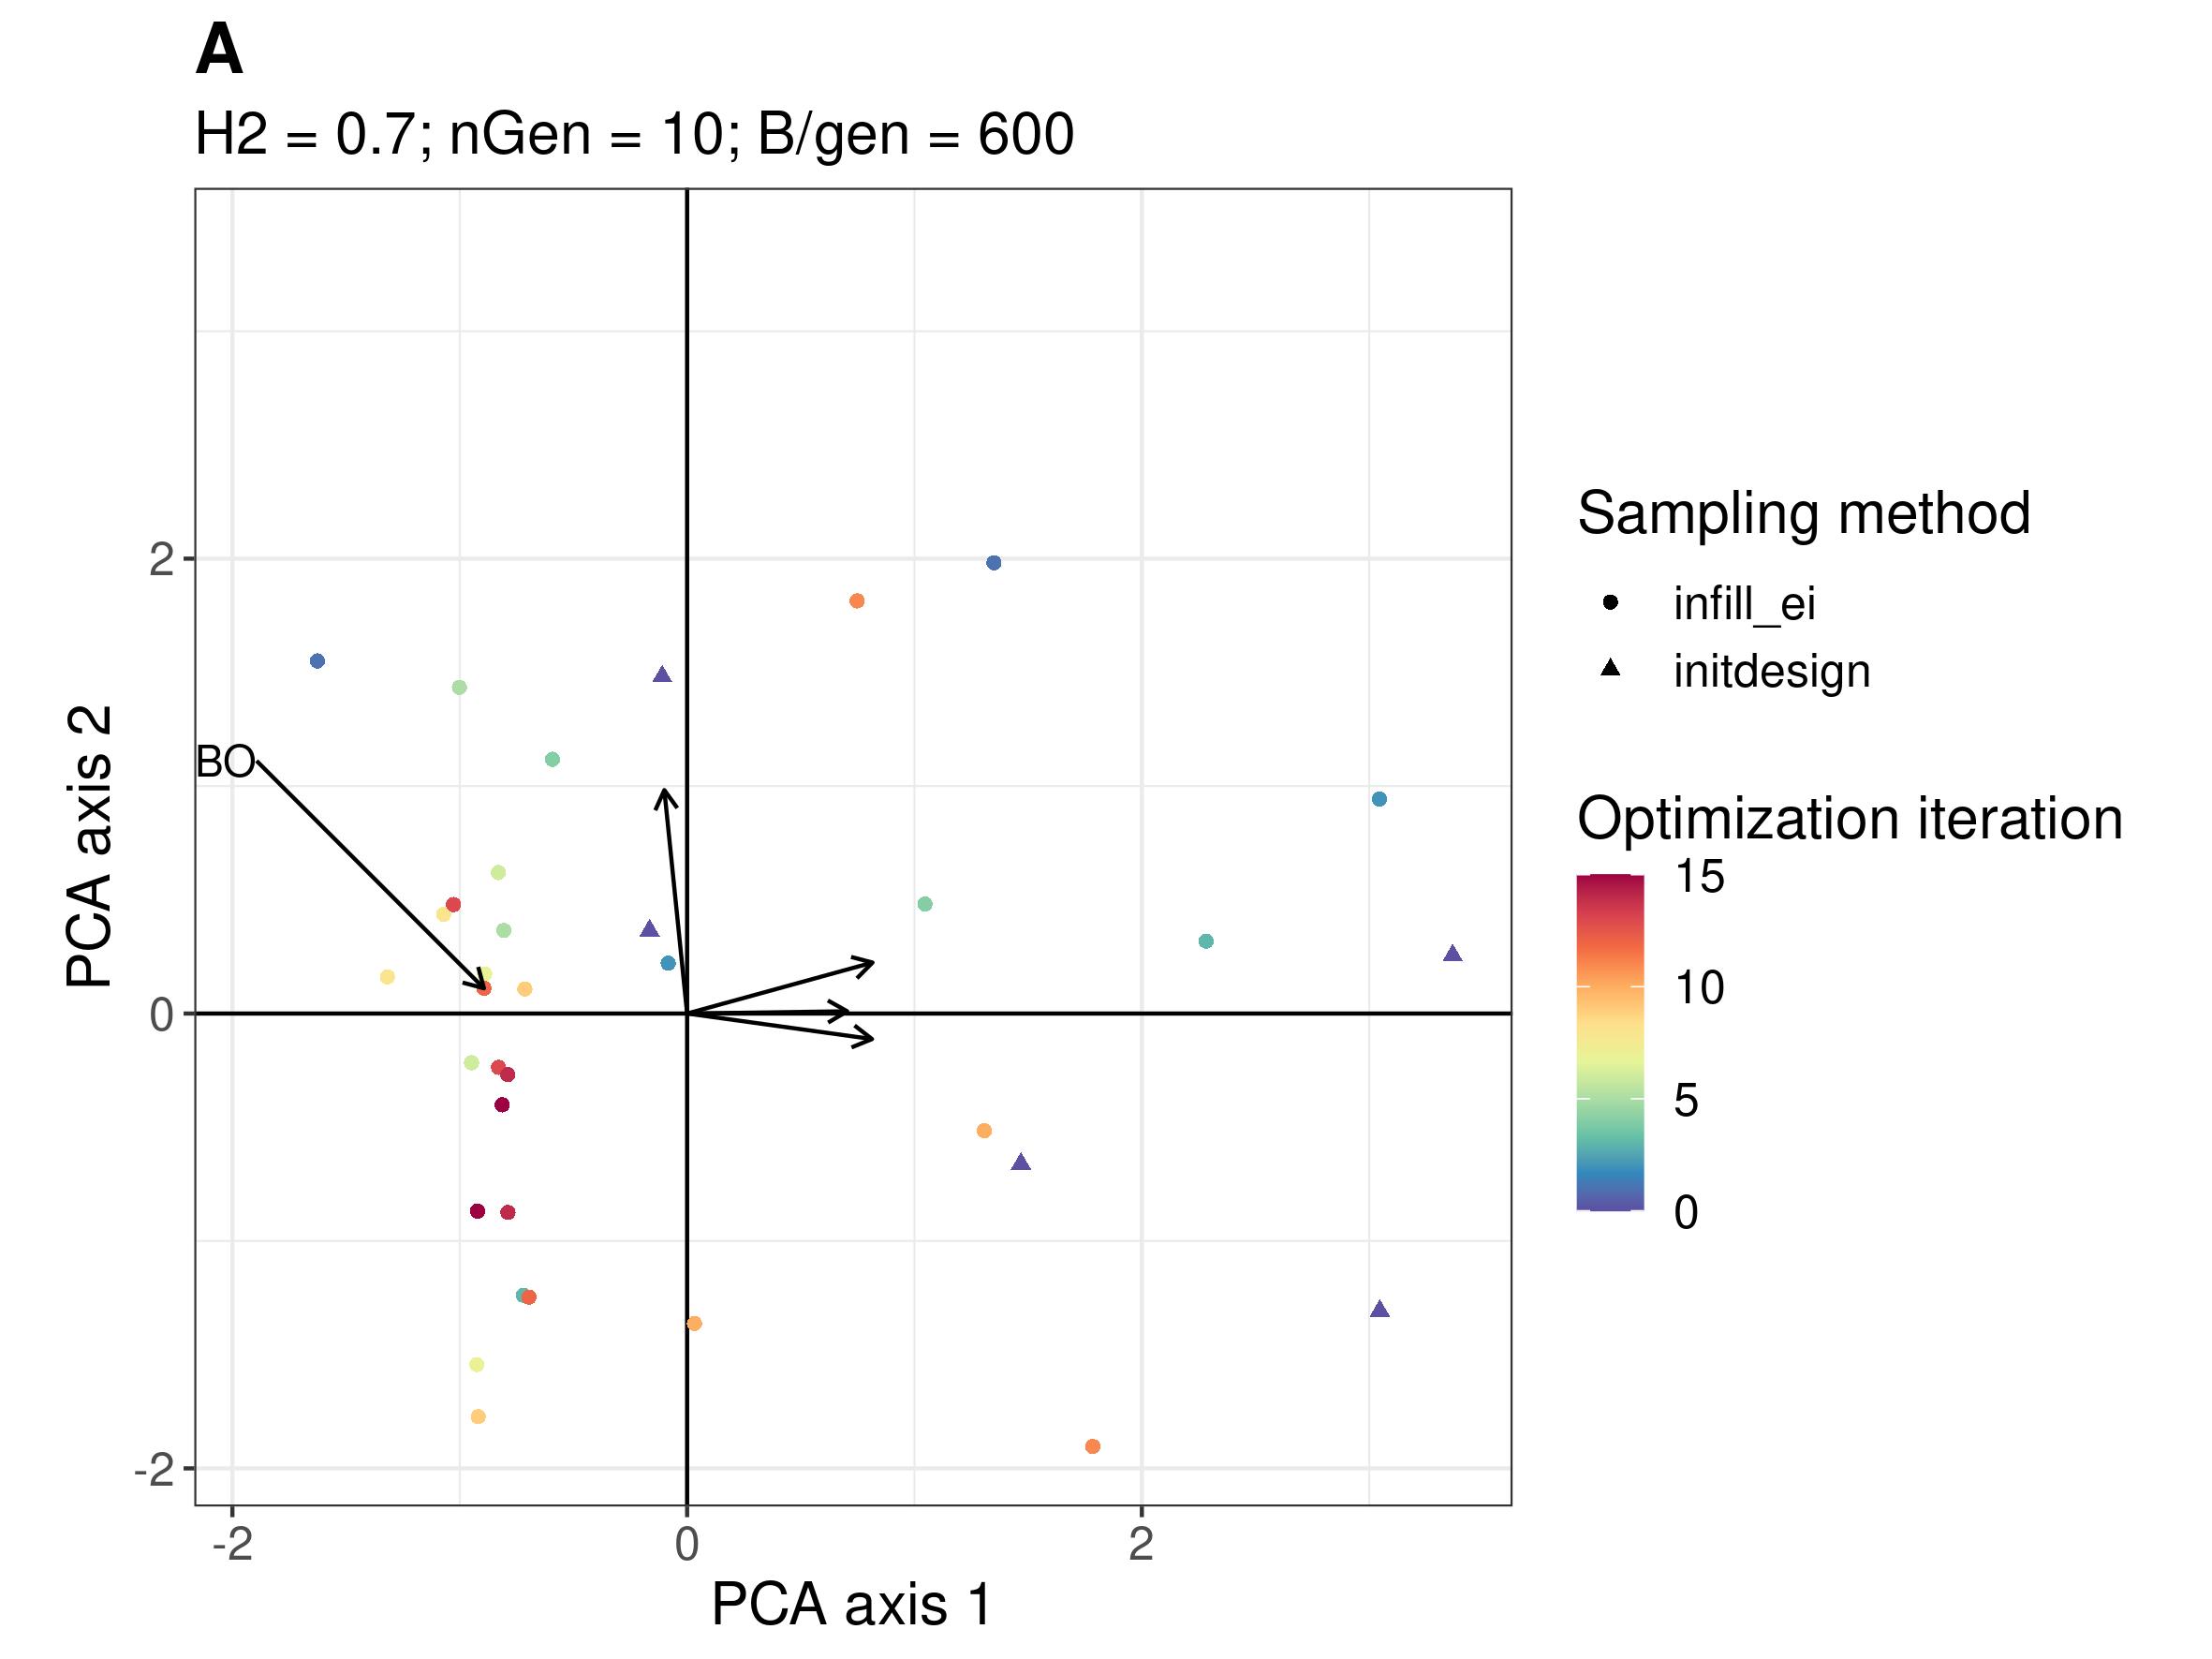 A
H2 = 0.7; nGen = 10; B/gen = 600
PCA axis 2
2
0
-2
BO
-2
0
2
PCA axis 1
Sampling method
infill_ei
initdesign
Optimization iteration
15
10
5
0